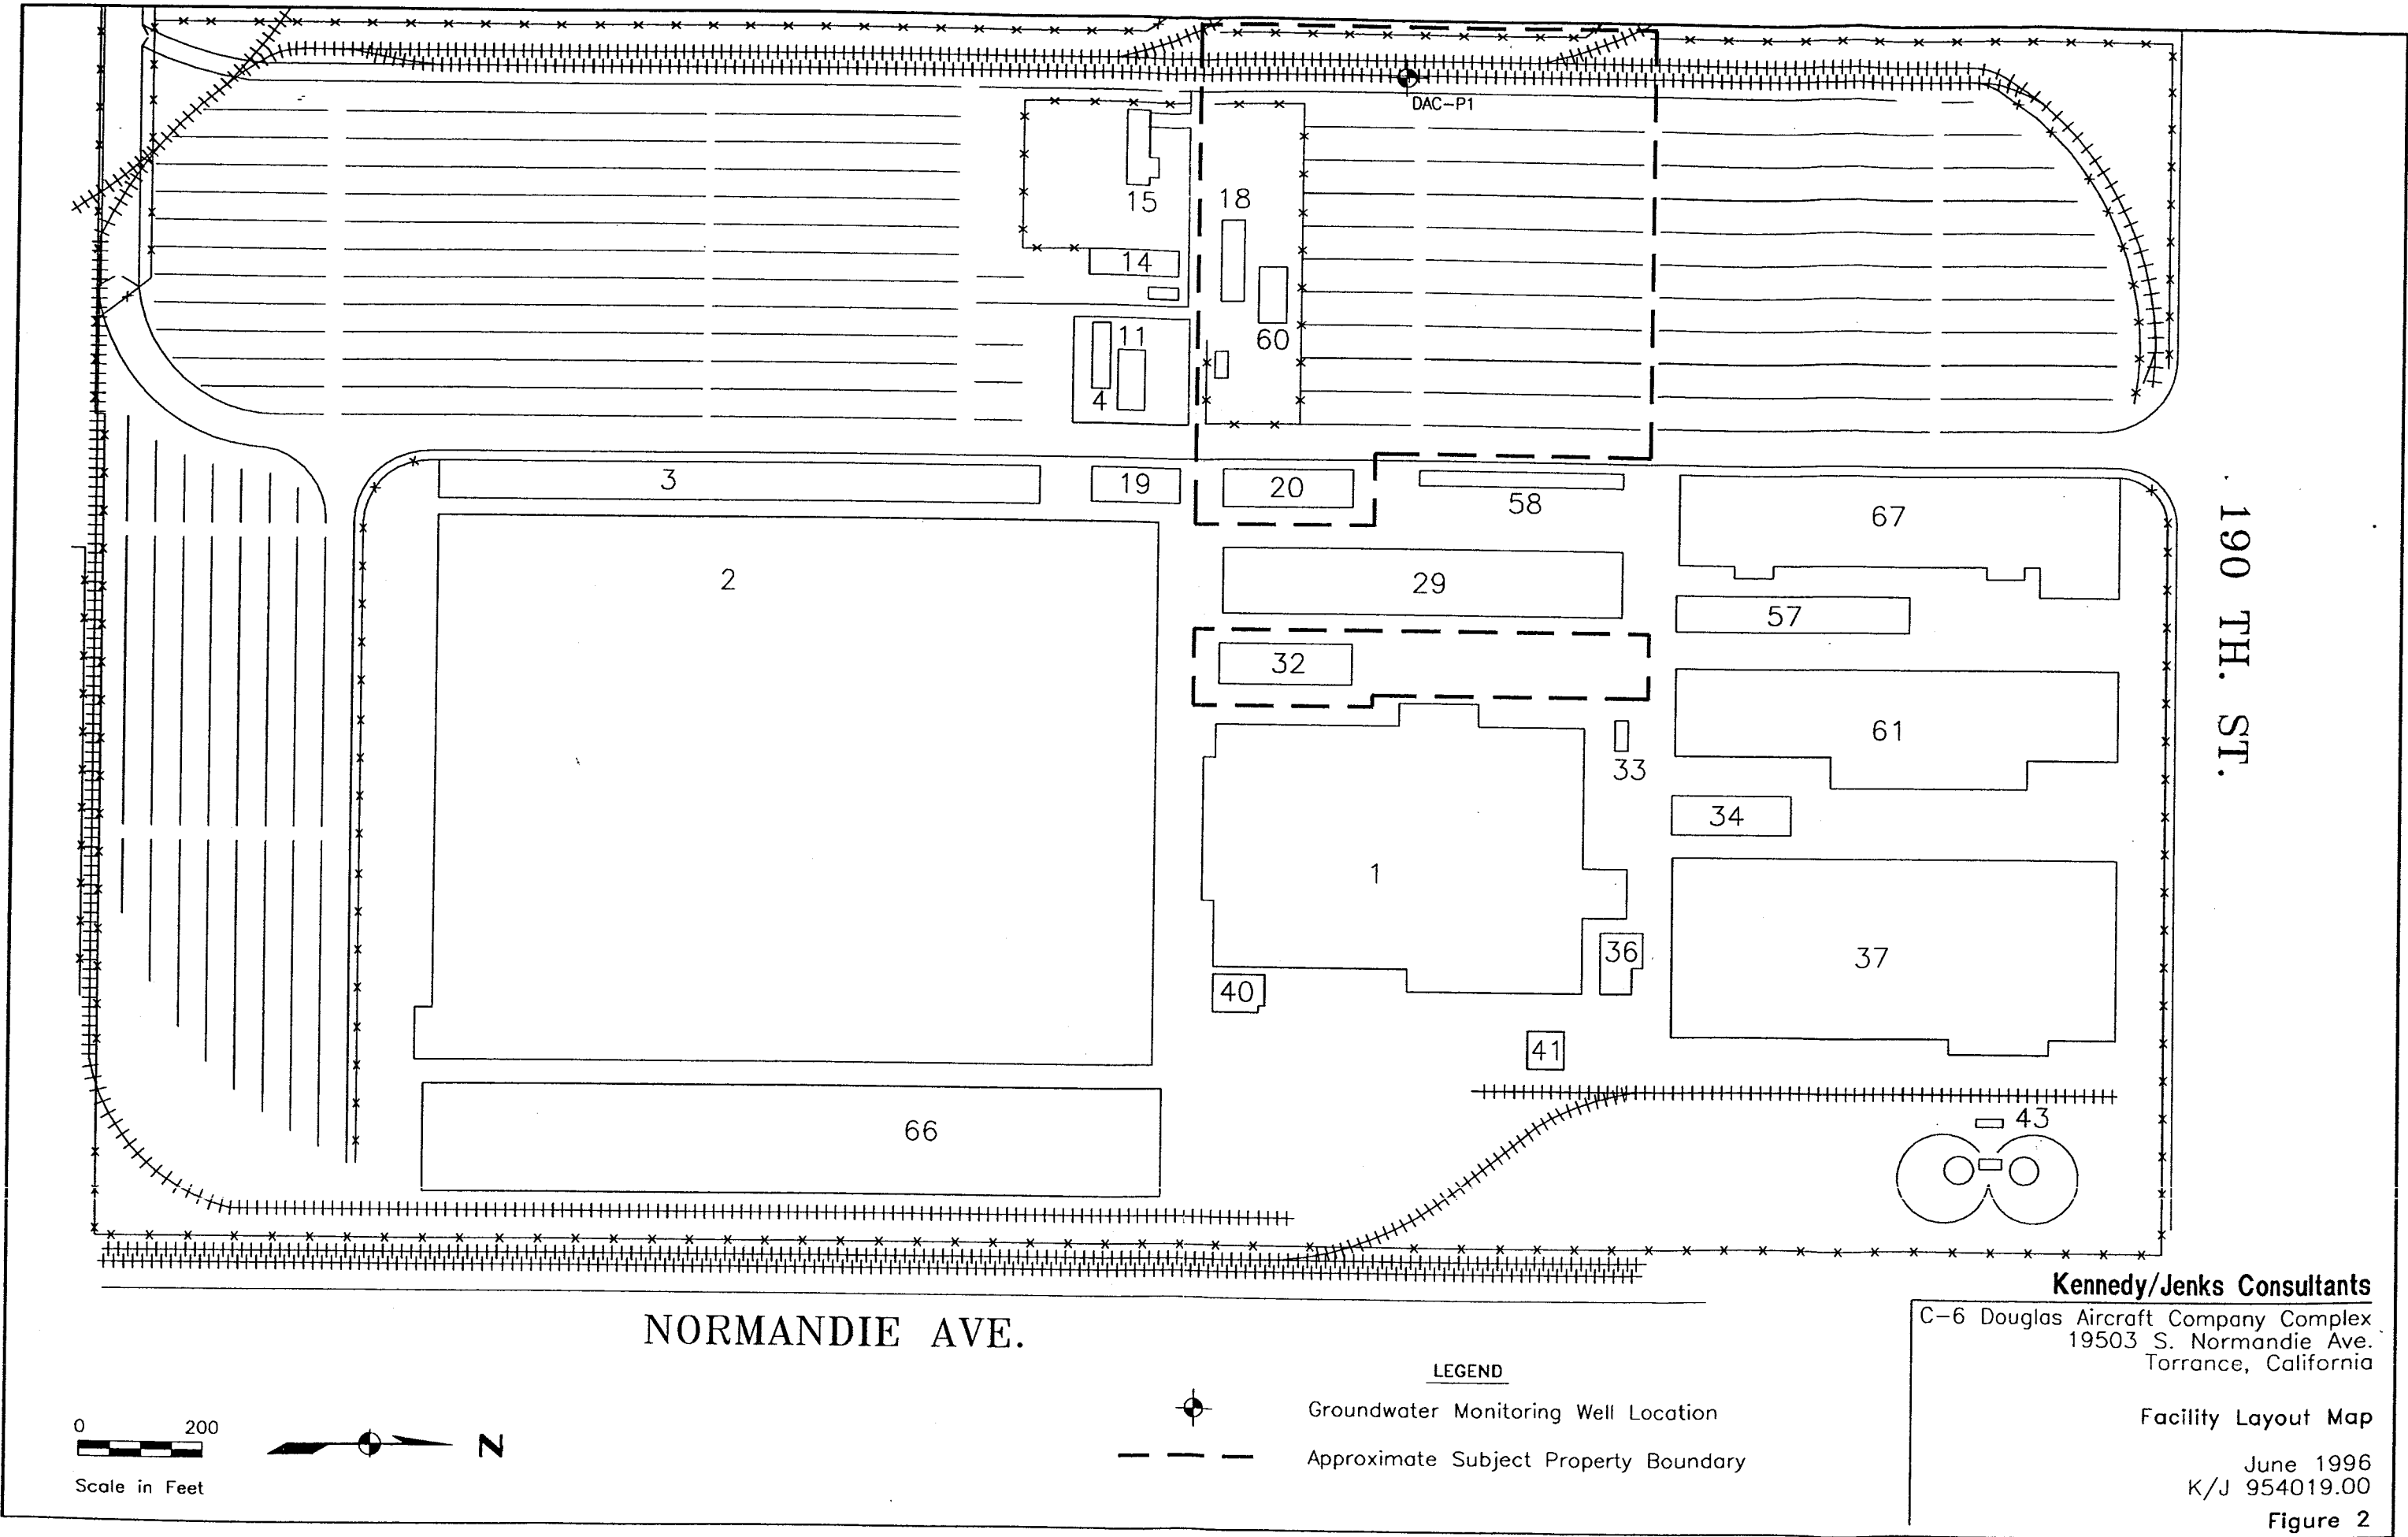 DAC-P1
15
18
14
11
60
4
3
19
20
58
67
2
29
57
32
61
33
34
1
36
37
40
41
43
66
190 TH. ST.
NORMANDIE AVE.
0 200
Scale in Feet
N
LEGEND
Groundwater Monitoring Well Location
Approximate Subject Property Boundary
Kennedy/Jenks Consultants
C-6 Douglas Aircraft Company Complex
19503 S. Normandie Ave.
Torrance, California
Facility Layout Map
June 1996
K/J 954019.00
Figure 2